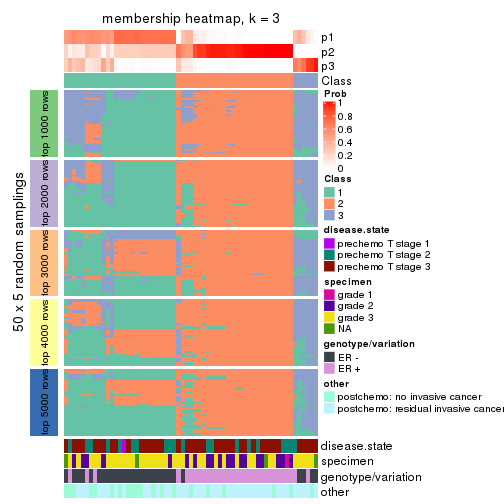 membership heatmap, k = 3
p1
p2
p3
Class
50 x 5 random samplings
top 1000 rows
top 2000 rows
top 3000 rows
top 4000 rows
top 5000 rows
disease.state
specimen
genotype/variation
other
Prob
1
0.8
0.6
0.4
0.2
0
Class
1
2
3
disease.state
prechemo T stage 1
prechemo T stage 2
prechemo T stage 3
specimen
grade 1
grade 2
grade 3
NA
genotype/variation
ER -
ER +
other
postchemo: no invasive cancer
postchemo: residual invasive cancer